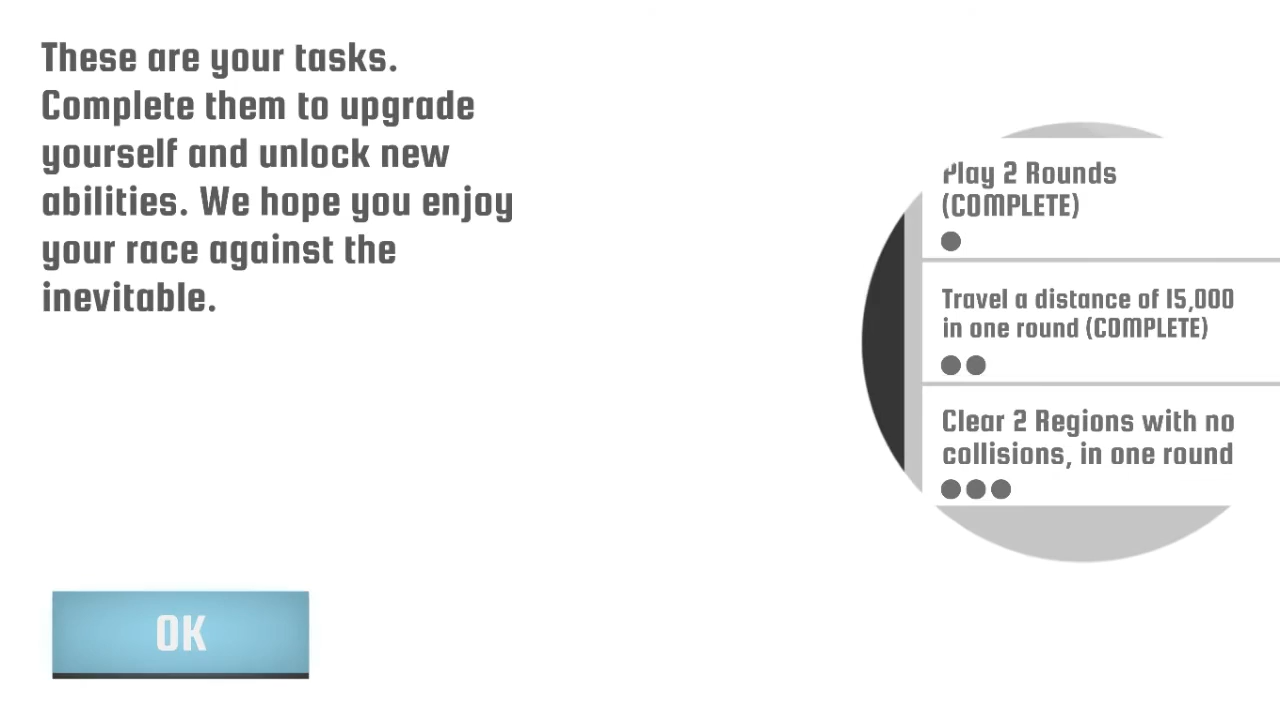 These are your tasks.
Complete them to upgrade
yourself and unlock new
abilities. We hope you enjoy
your race against the
inevitable.
Play 2 Rounds
(COMPLETE)
Travel a distance of 15,000
in one round (COMPLETE)
Clear 2 Regions with no
collisions, in one round
OK